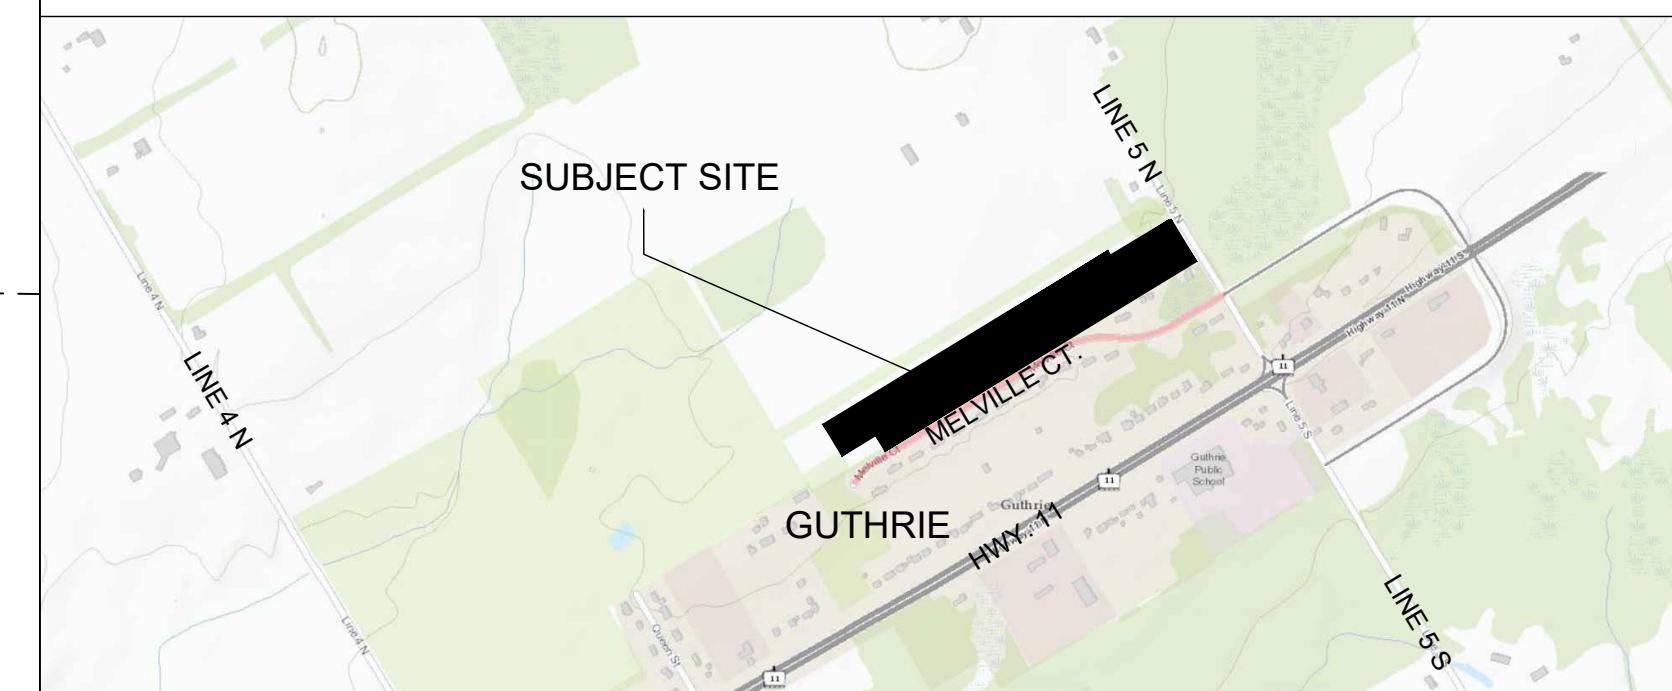 LINE 5 N
Line 5 N
SUBJECT SITE
Highway 11 S
Line 4 N
Highway 11 N
LINE 4 N
11
MELVILLE CT.
Line 5 S
Melville Ct
Guthrie
Public
School
11
Guthrie
GUTHRIE
HWY. 11
LINE 5 S
Line 4 N
Queen St
11